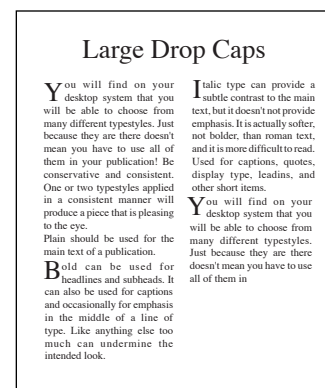 Large Drop Caps
You will find on your
desktop system that you
will be able to choose from
many different typestyles. Just
because they are there doesn't
mean you have to use all of
them in your publication! Be
conservative and consistent.
One or two typestyles applied
in a consistent manner will
produce a piece that is pleasing
to the eye.
Plain should be used for the
main text of a publication.
Bold can be used for
headlines and subheads. It
can also be used for captions
and occasionally for emphasis
in the middle of a line of
type. Like anything else too
much can undermine the
intended look.
Italic type can provide a
subtle contrast to the main
text, but it doesn't not provide
emphasis. It is actually softer,
not bolder, than roman text,
and it is more difficult to read.
Used for captions, quotes,
display type, leadins, and
other short items.
You will find on your
desktop system that you
will be able to choose from
many different typestyles.
Just because they are there
doesn't mean you have to use
all of them in